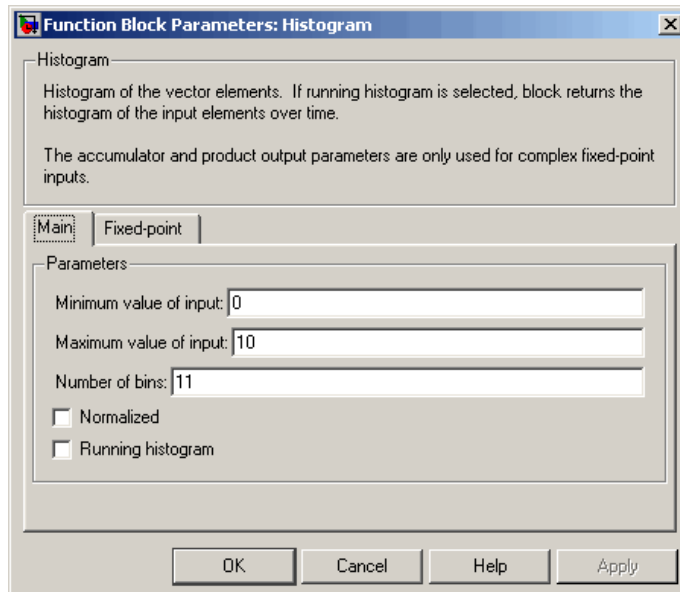 Function Block Parameters: Histogram
Histogram
Histogram of the vector elements.  If running histogram is selected, block returns the
histogram of the input elements over time.
The accumulator and product output parameters are only used for complex fixed-point
inputs.
Main Fixed-point
Parameters
Minimum value of input: 0
Maximum value of input: 10
Number of bins: 11
Normalized
Running histogram
OK Cancel Help Apply